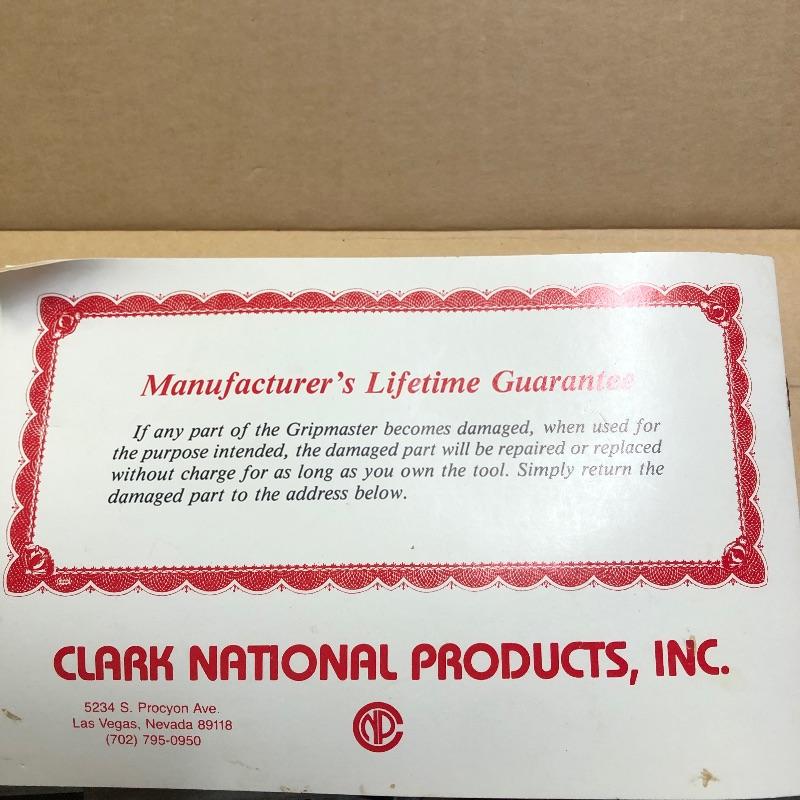 Manufacturer's Lifetime Guarantee
If any part of the Gripmaster becomes damaged, when used for
the purpose intended, the damaged part will be repaired or replaced
without charge for as long as you own the tool. Simply return the
damaged part to the address below.
CLARK NATIONAL PRODUCTS, INC.
5234 S. Procyon Ave.
Las Vegas, Nevada 89118
(702) 795-0950
CNP